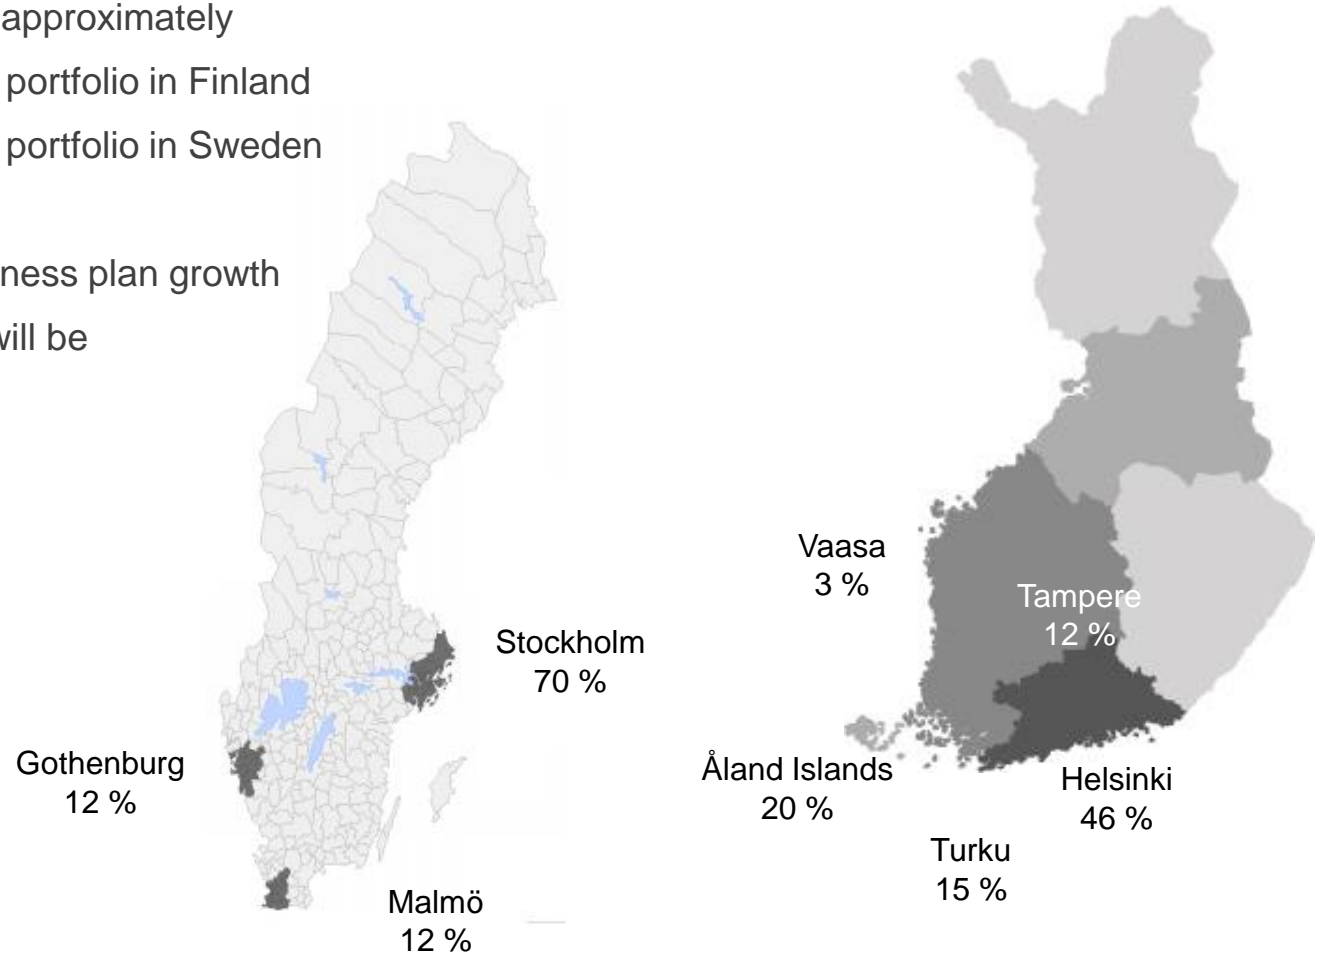 approximately
portfolio in Finland
portfolio in Sweden
ness plan growth
will be
Vaasa
3 %
Tampere
12 %
Stockholm
70 %
Gothenburg
12 %
Åland Islands
20 %
Helsinki
46 %
Turku
15 %
Malmö
12 %